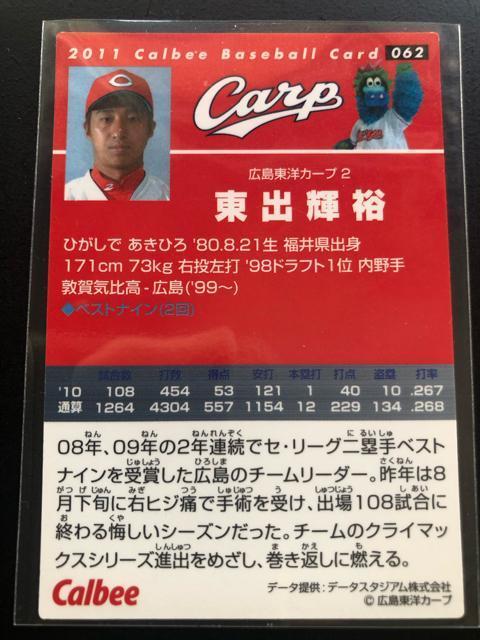 2011 Calbee Baseball Card 062
Carp
広島東洋カープ 2
東出輝裕
ひがしで あきひろ '80.8.21生 福井県出身
171cm 73kg 右投左打 '98ドラフト1位 内野手
敦賀気比高-広島('99〜)
◆ベストナイン(2回)
試合数 打数 得点 安打 本塁打 打点 盗塁 打率
'10 108 454 53 121 1 40 10 .267
通算 1264 4304 557 1154 12 229 134 .268
08年、09年の2年連続でセ・リーグ二塁手ベスト
ナインを受賞した広島のチームリーダー。昨年は8
月下旬に右ヒジ痛で手術を受け、出場108試合に
終わる悔しいシーズンだった。チームのクライマッ
クスシリーズ進出をめざし、巻き返しに燃える。
Calbee
データ提供:データスタジアム株式会社
© 広島東洋カープ